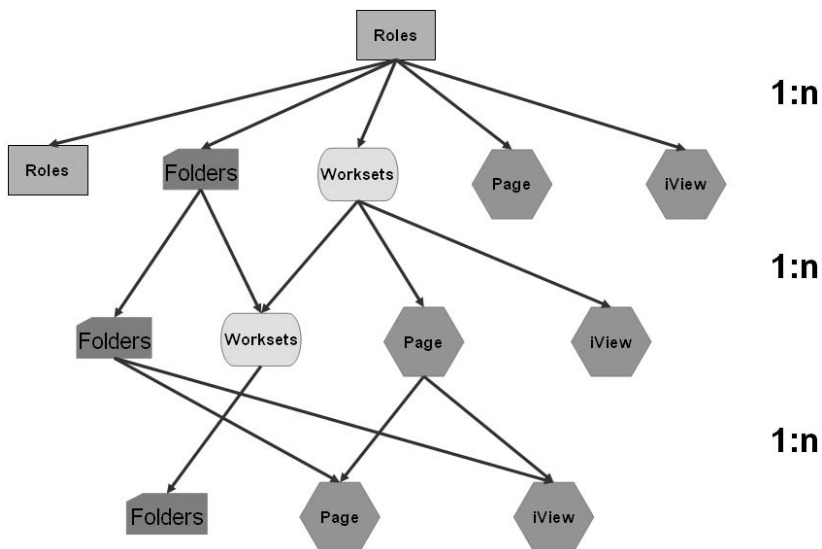 Roles
1:n
Roles
Folders
Worksets
Page
iView
1:n
Folders
Worksets
Page
iView
1:n
Folders
Page
iView